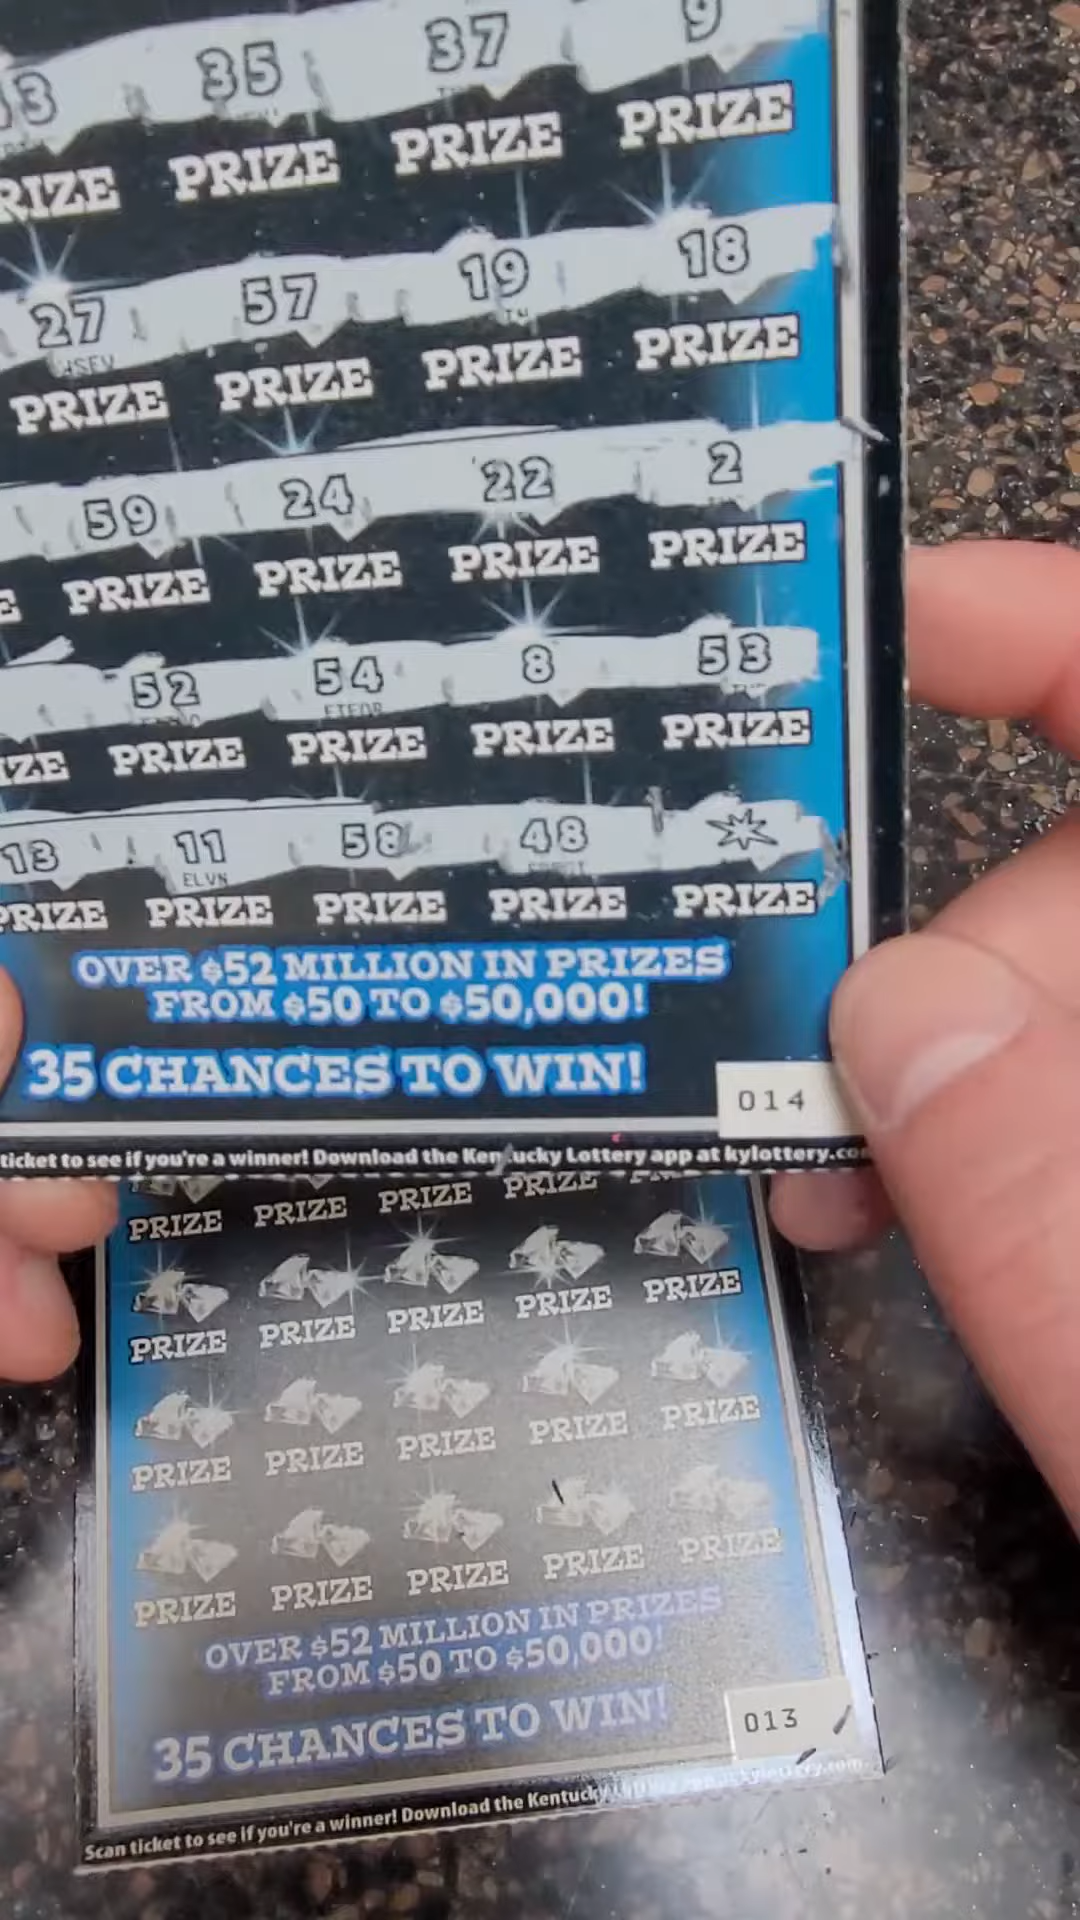 13 35 37 9
RIZE PRIZE PRIZE PRIZE
27 57 19 18
PRIZE PRIZE PRIZE PRIZE
59 24 22 2
E PRIZE PRIZE PRIZE PRIZE
52 54 8 53
IZE PRIZE PRIZE PRIZE PRIZE
13 11 58 48
ELVN
PRIZE PRIZE PRIZE PRIZE PRIZE
OVER $52 MILLION IN PRIZES
FROM $50 TO $50,000!
35 CHANCES TO WIN!
014
ticket to see if you're a winner! Download the Kentucky Lottery app at kylottery.co
PRIZE PRIZE PRIZE PRIZE
PRIZE PRIZE PRIZE PRIZE PRIZE
PRIZE PRIZE PRIZE PRIZE PRIZE
PRIZE PRIZE PRIZE PRIZE PRIZE
OVER $52 MILLION IN PRIZES
FROM $50 TO $50,000!
35 CHANCES TO WIN!
013
Scan ticket to see if you're a winner! Download the Kentucky kylottery.com